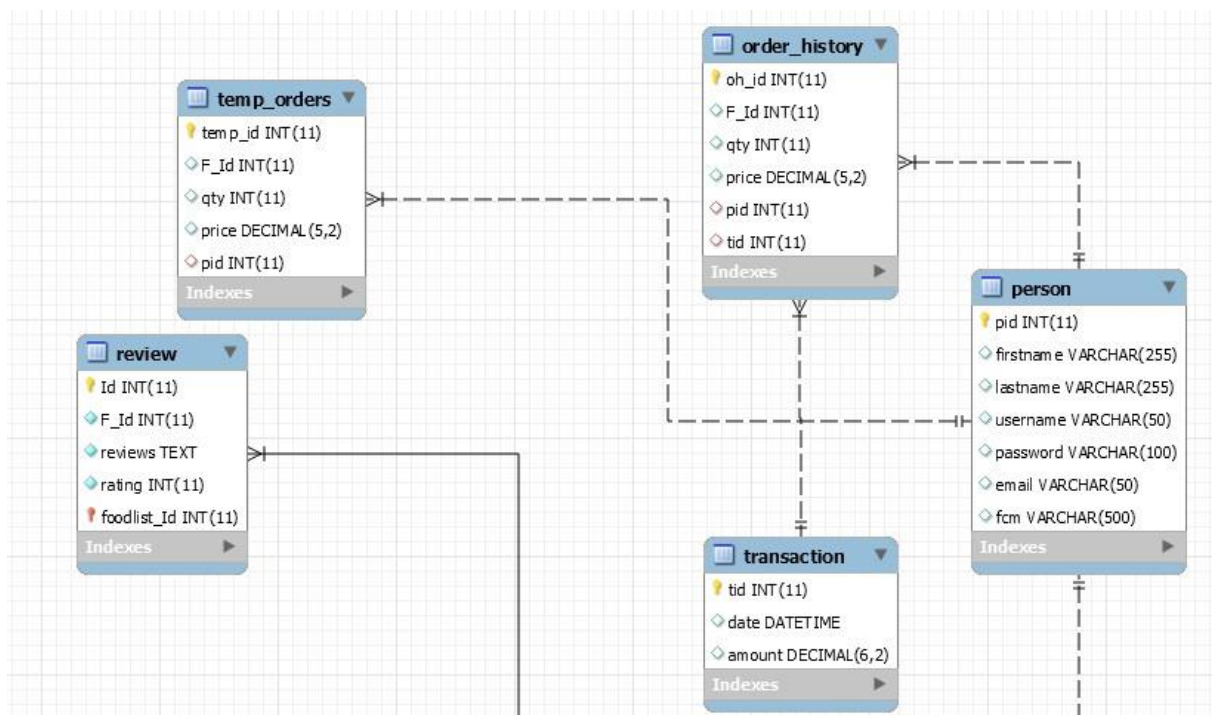 temp_orders
temp_id INT(11)
F_Id INT(11)
qty INT(11)
price DECIMAL(5,2)
pid INT(11)
Indexes
order_history
oh_id INT(11)
F_Id INT(11)
qty INT(11)
price DECIMAL(5,2)
pid INT(11)
tid INT(11)
Indexes
review
Id INT(11)
F_Id INT(11)
reviews TEXT
rating INT(11)
foodlist_Id INT(11)
Indexes
person
pid INT(11)
firstname VARCHAR(255)
lastname VARCHAR(255)
username VARCHAR(50)
password VARCHAR(100)
email VARCHAR(50)
fcm VARCHAR(500)
Indexes
transaction
tid INT(11)
date DATETIME
amount DECIMAL(6,2)
Indexes